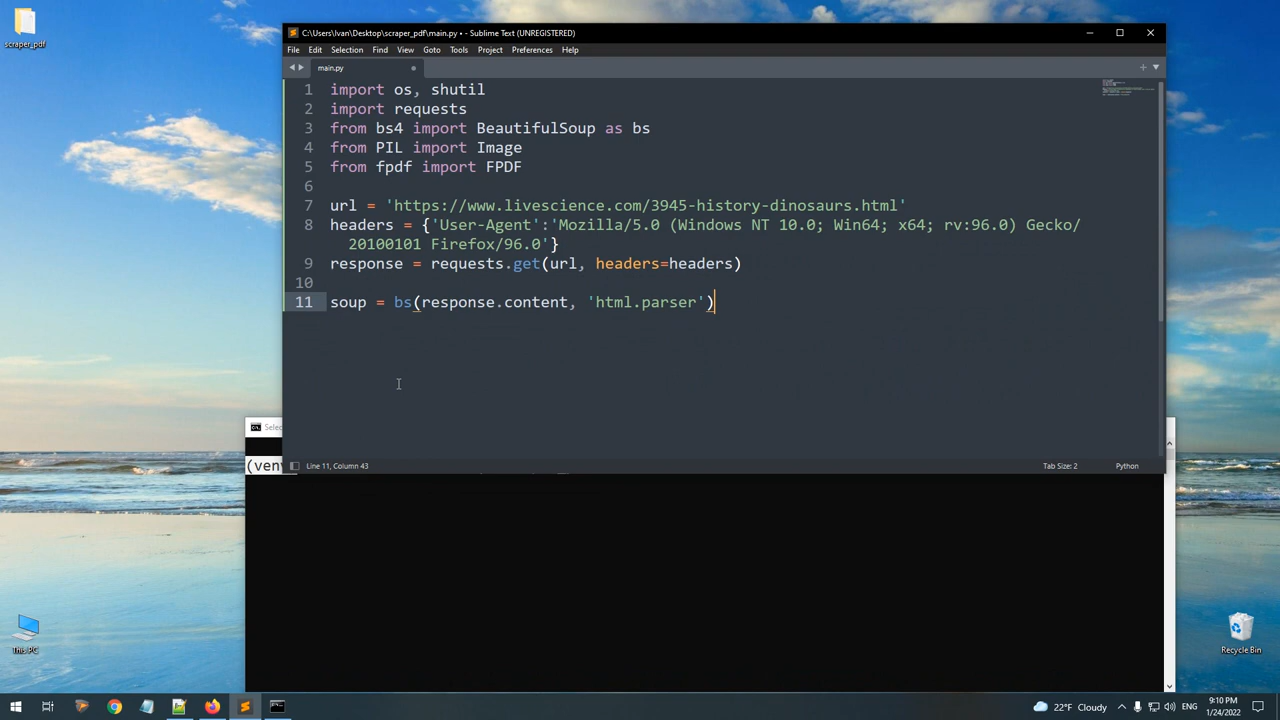 scraper_pdf
C:\Users\Ivan\Desktop\scraper_pdf\main.py • - Sublime Text (UNREGISTERED)
File Edit Selection Find View Goto Tools Project Preferences Help
main.py
1 import os, shutil
2 import requests
3 from bs4 import BeautifulSoup as bs
4 from PIL import Image
5 from fpdf import FPDF
6
7 url = 'https://www.livescience.com/3945-history-dinosaurs.html'
8 headers = {'User-Agent':'Mozilla/5.0 (Windows NT 10.0; Win64; x64; rv:96.0) Gecko/
20100101 Firefox/96.0'}
9 response = requests.get(url, headers=headers)
10
11 soup = bs(response.content, 'html.parser')
Selec
(ven
Line 11, Column 43 Tab Size: 2 Python
This PC
Recycle Bin
22°F Cloudy ENG 9:10 PM
1/24/2022